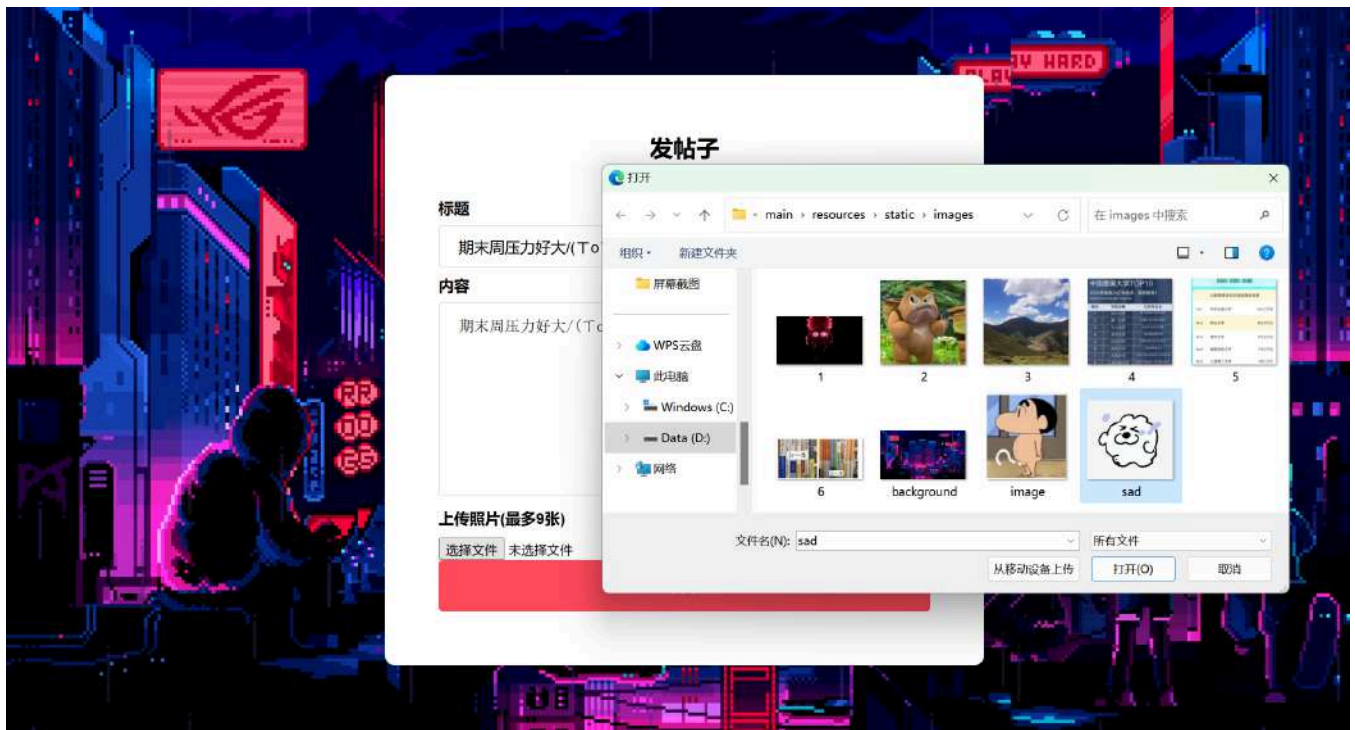 PLAY HARD
发帖子
打开
main › resources › static › images
在 images 中搜索
组织
新建文件夹
标题
期末周压力好大/(ㄒo
内容
期末周压力好大/(ㄒo
屏幕截图
WPS云盘
此电脑
Windows (C:)
Data (D:)
网络
1
2
3
4
5
6
background
image
sad
上传照片(最多9张)
选择文件 未选择文件
文件名(N): sad
所有文件
从移动设备上传
打开(O)
取消